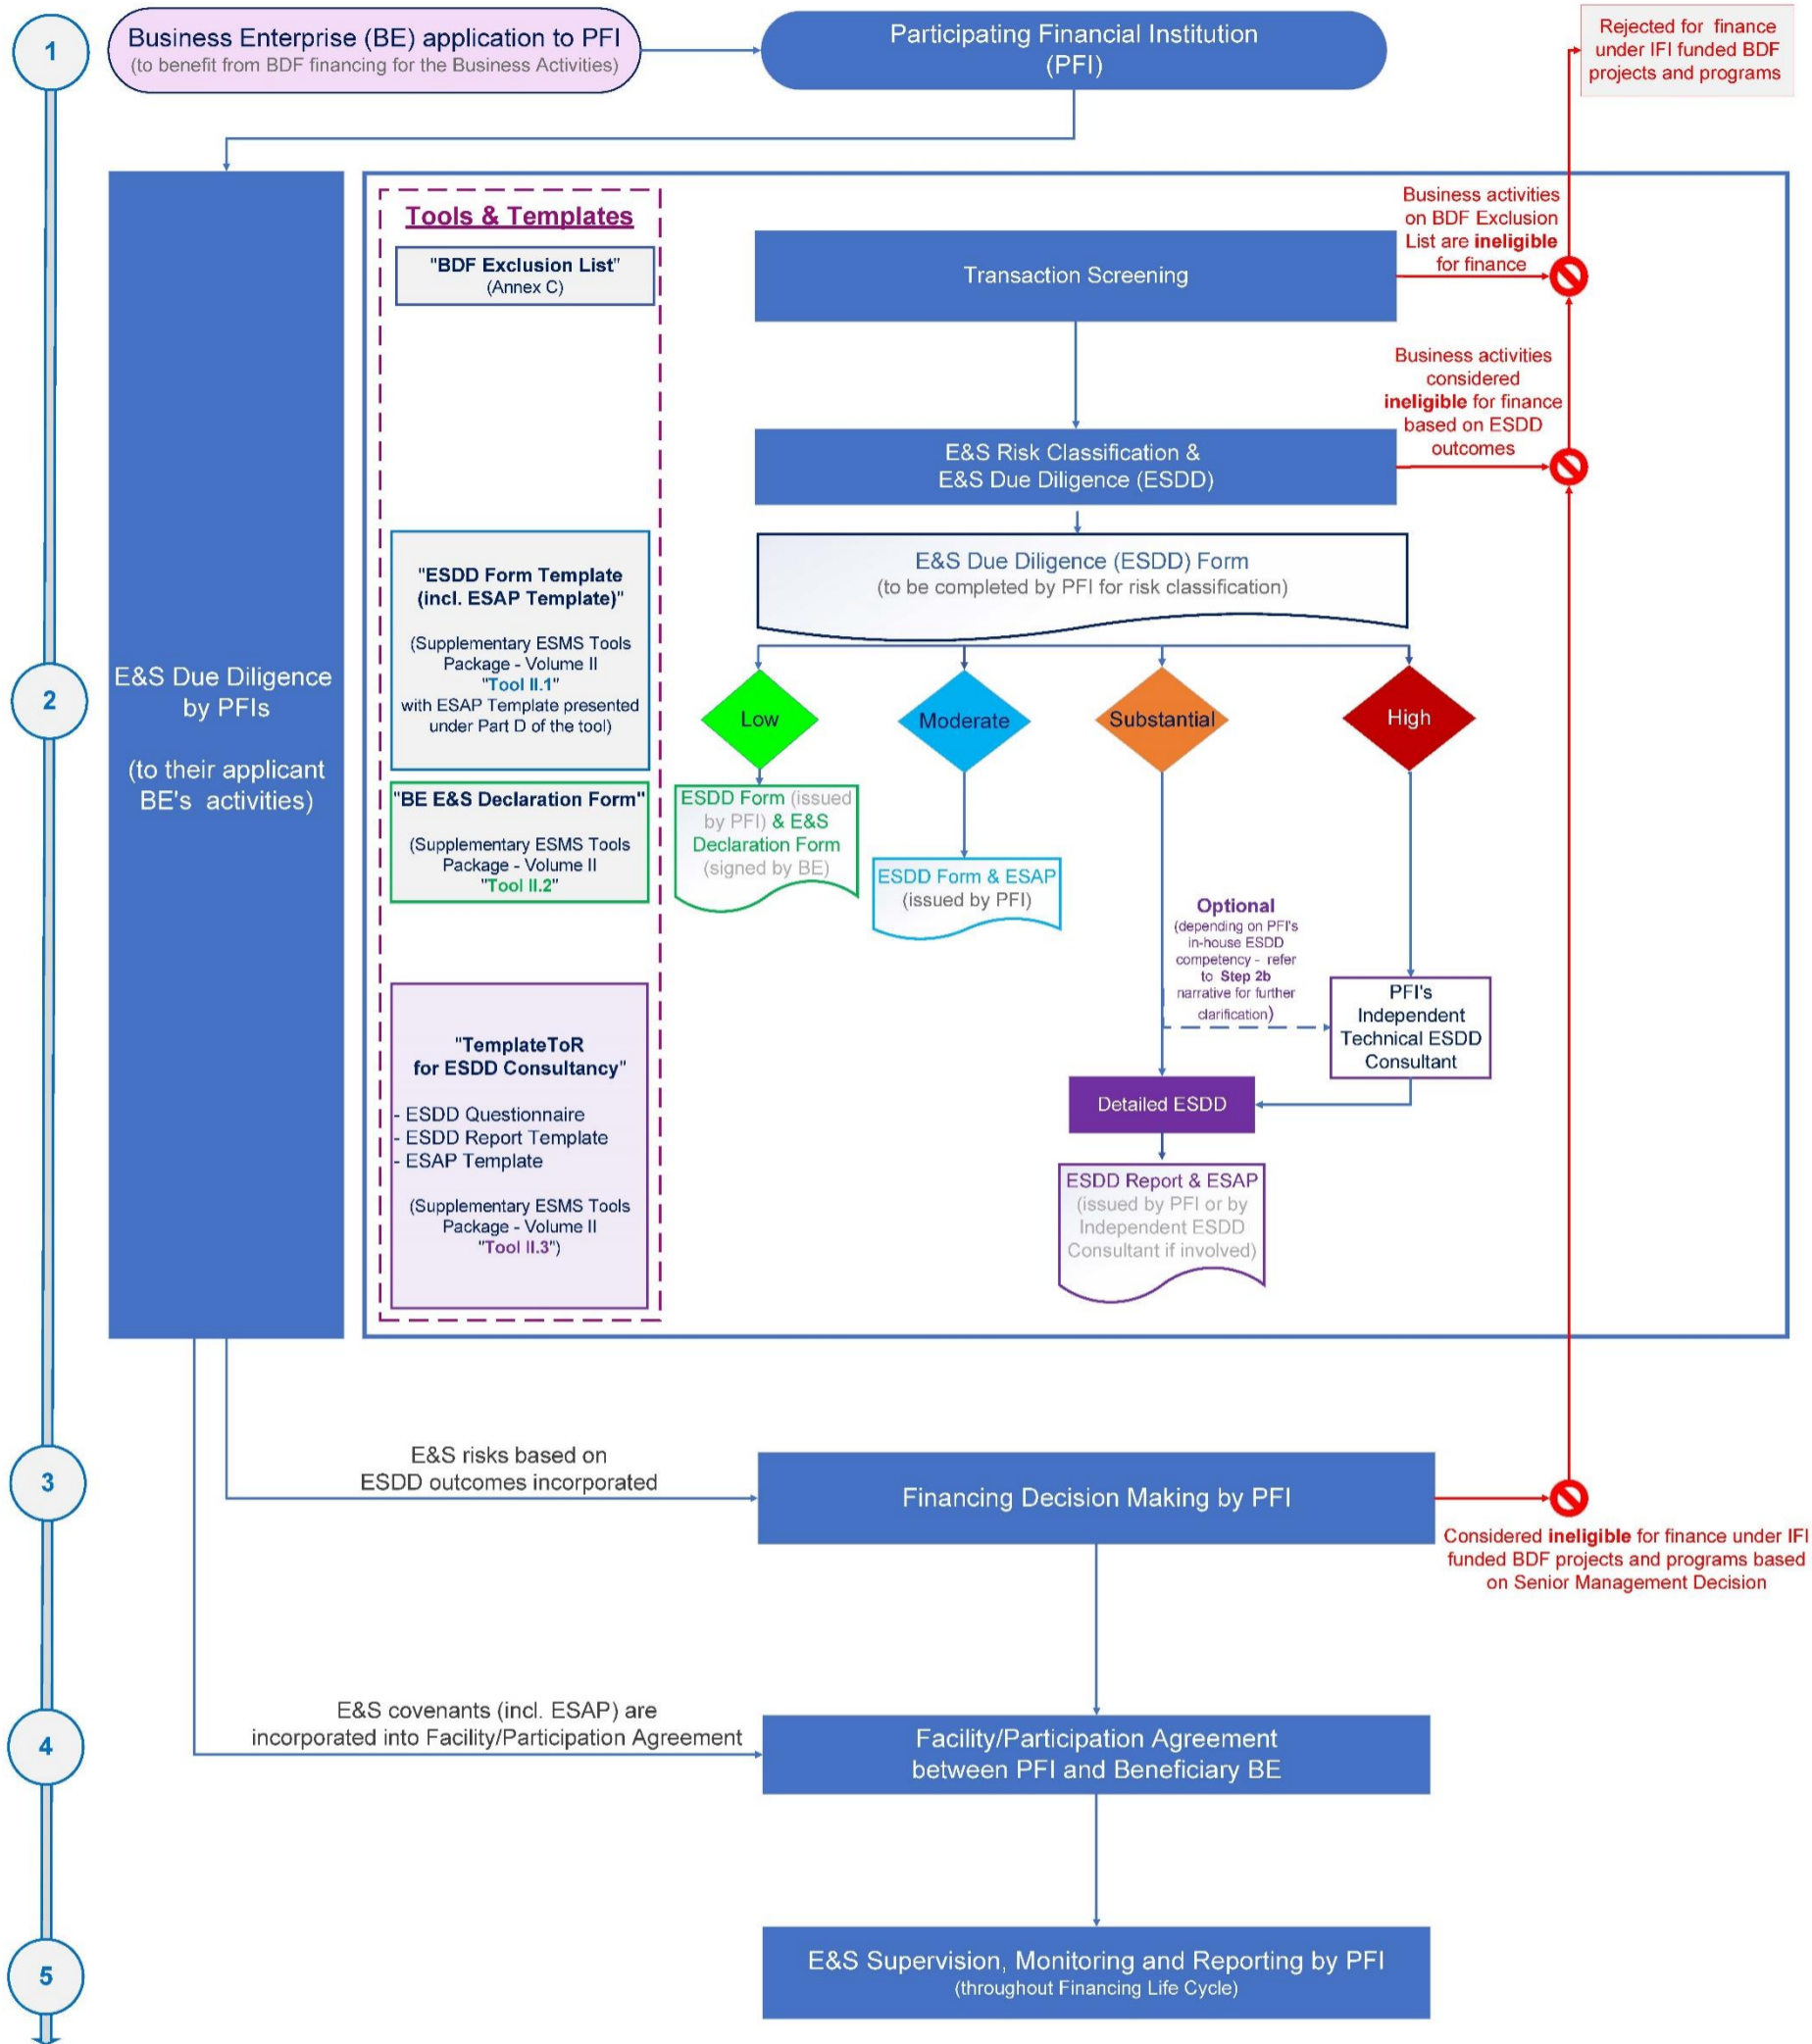 1
Business Enterprise (BE) application to PFI
(to benefit from BDF financing for the Business Activities)
Participating Financial Institution
(PFI)
Rejected for finance
under IFI funded BDF
projects and programs
2
E&S Due Diligence
by PFIs
(to their applicant
BE's activities)
Tools & Templates
"BDF Exclusion List"
(Annex C)
"ESDD Form Template
(incl. ESAP Template)"
(Supplementary ESMS Tools
Package - Volume II
"Tool II.1"
with ESAP Template presented
under Part D of the tool)
"BE E&S Declaration Form"
(Supplementary ESMS Tools
Package - Volume II
"Tool II.2"
"TemplateToR
for ESDD Consultancy"
- ESDD Questionnaire
- ESDD Report Template
- ESAP Template
(Supplementary ESMS Tools
Package - Volume II
"Tool II.3")
Transaction Screening
Business activities
on BDF Exclusion
List are ineligible
for finance
E&S Risk Classification &
E&S Due Diligence (ESDD)
Business activities
considered
ineligible for finance
based on ESDD
outcomes
E&S Due Diligence (ESDD) Form
(to be completed by PFI for risk classification)
Low
Moderate
Substantial
High
ESDD Form (issued
by PFI) & E&S
Declaration Form
(signed by BE)
ESDD Form & ESAP
(issued by PFI)
Optional
(depending on PFI's
in-house ESDD
competency - refer
to Step 2b
narrative for further
clarification)
PFI's
Independent
Technical ESDD
Consultant
Detailed ESDD
ESDD Report & ESAP
(issued by PFI or by
Independent ESDD
Consultant if involved)
3
E&S risks based on
ESDD outcomes incorporated
Financing Decision Making by PFI
Considered ineligible for finance under IFI
funded BDF projects and programs based
on Senior Management Decision
4
E&S covenants (incl. ESAP) are
incorporated into Facility/Participation Agreement
Facility/Participation Agreement
between PFI and Beneficiary BE
5
E&S Supervision, Monitoring and Reporting by PFI
(throughout Financing Life Cycle)